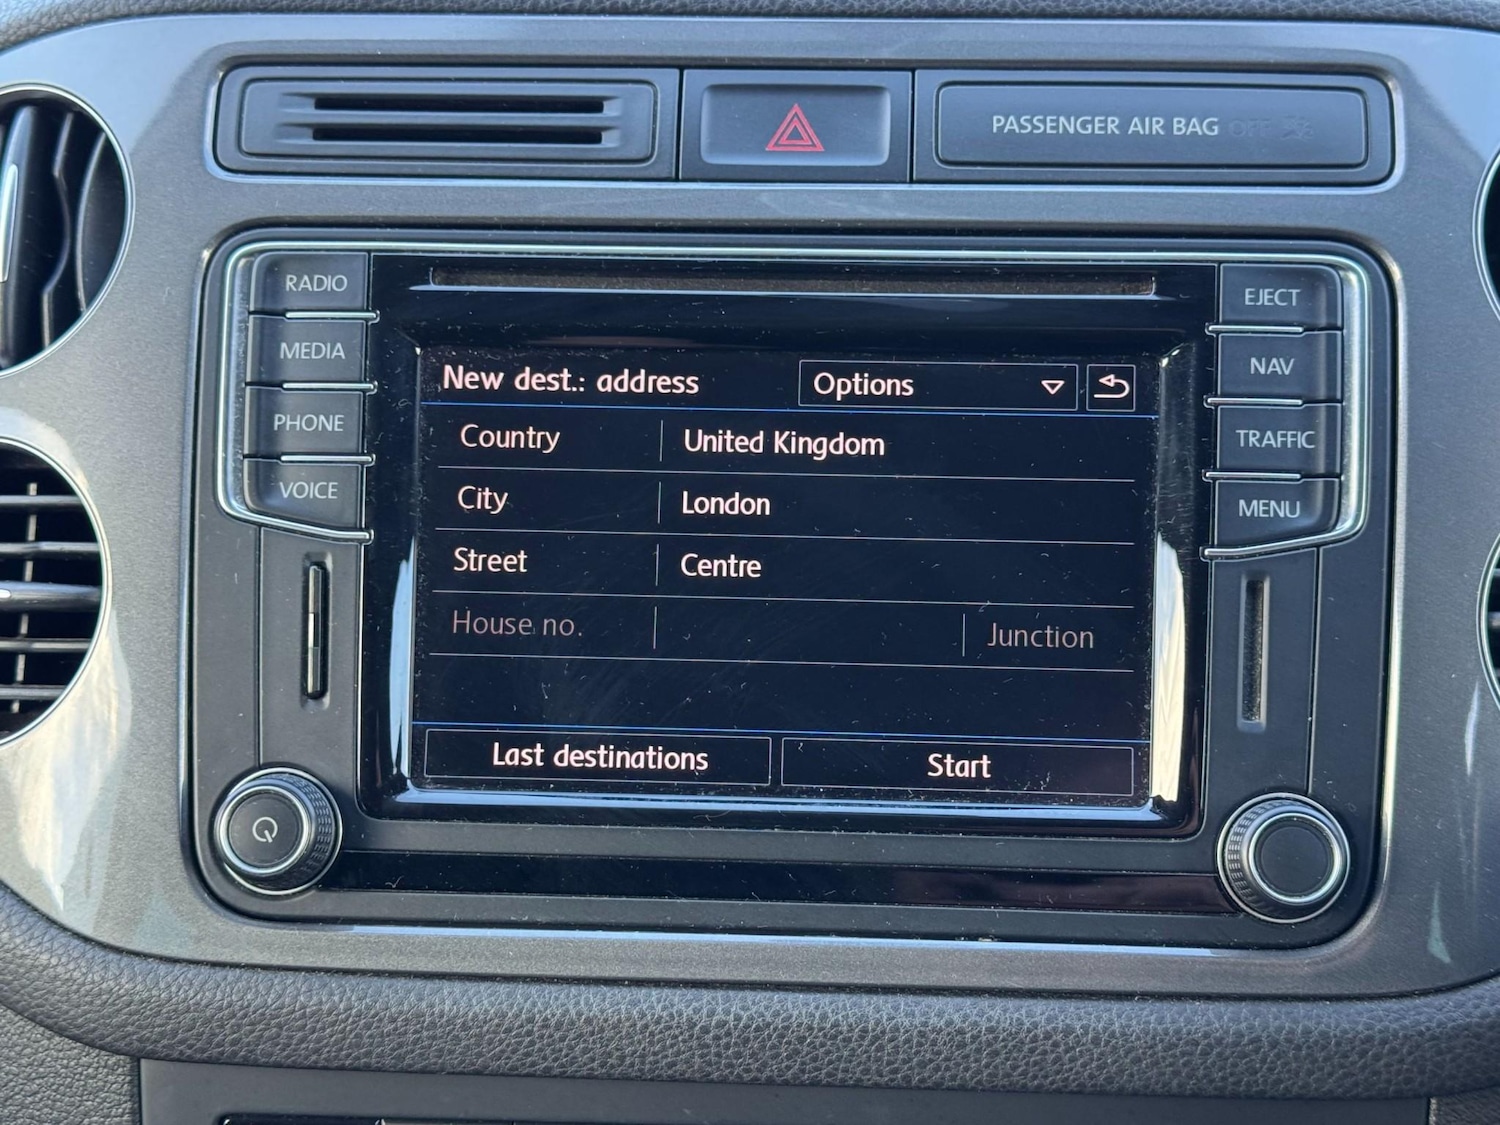 PASSENGER AIR BAG OFF
RADIO
MEDIA
PHONE
VOICE
New dest.: address
Options
Country
United Kingdom
City
London
Street
Centre
House no.
Junction
Last destinations
Start
EJECT
NAV
TRAFFIC
MENU